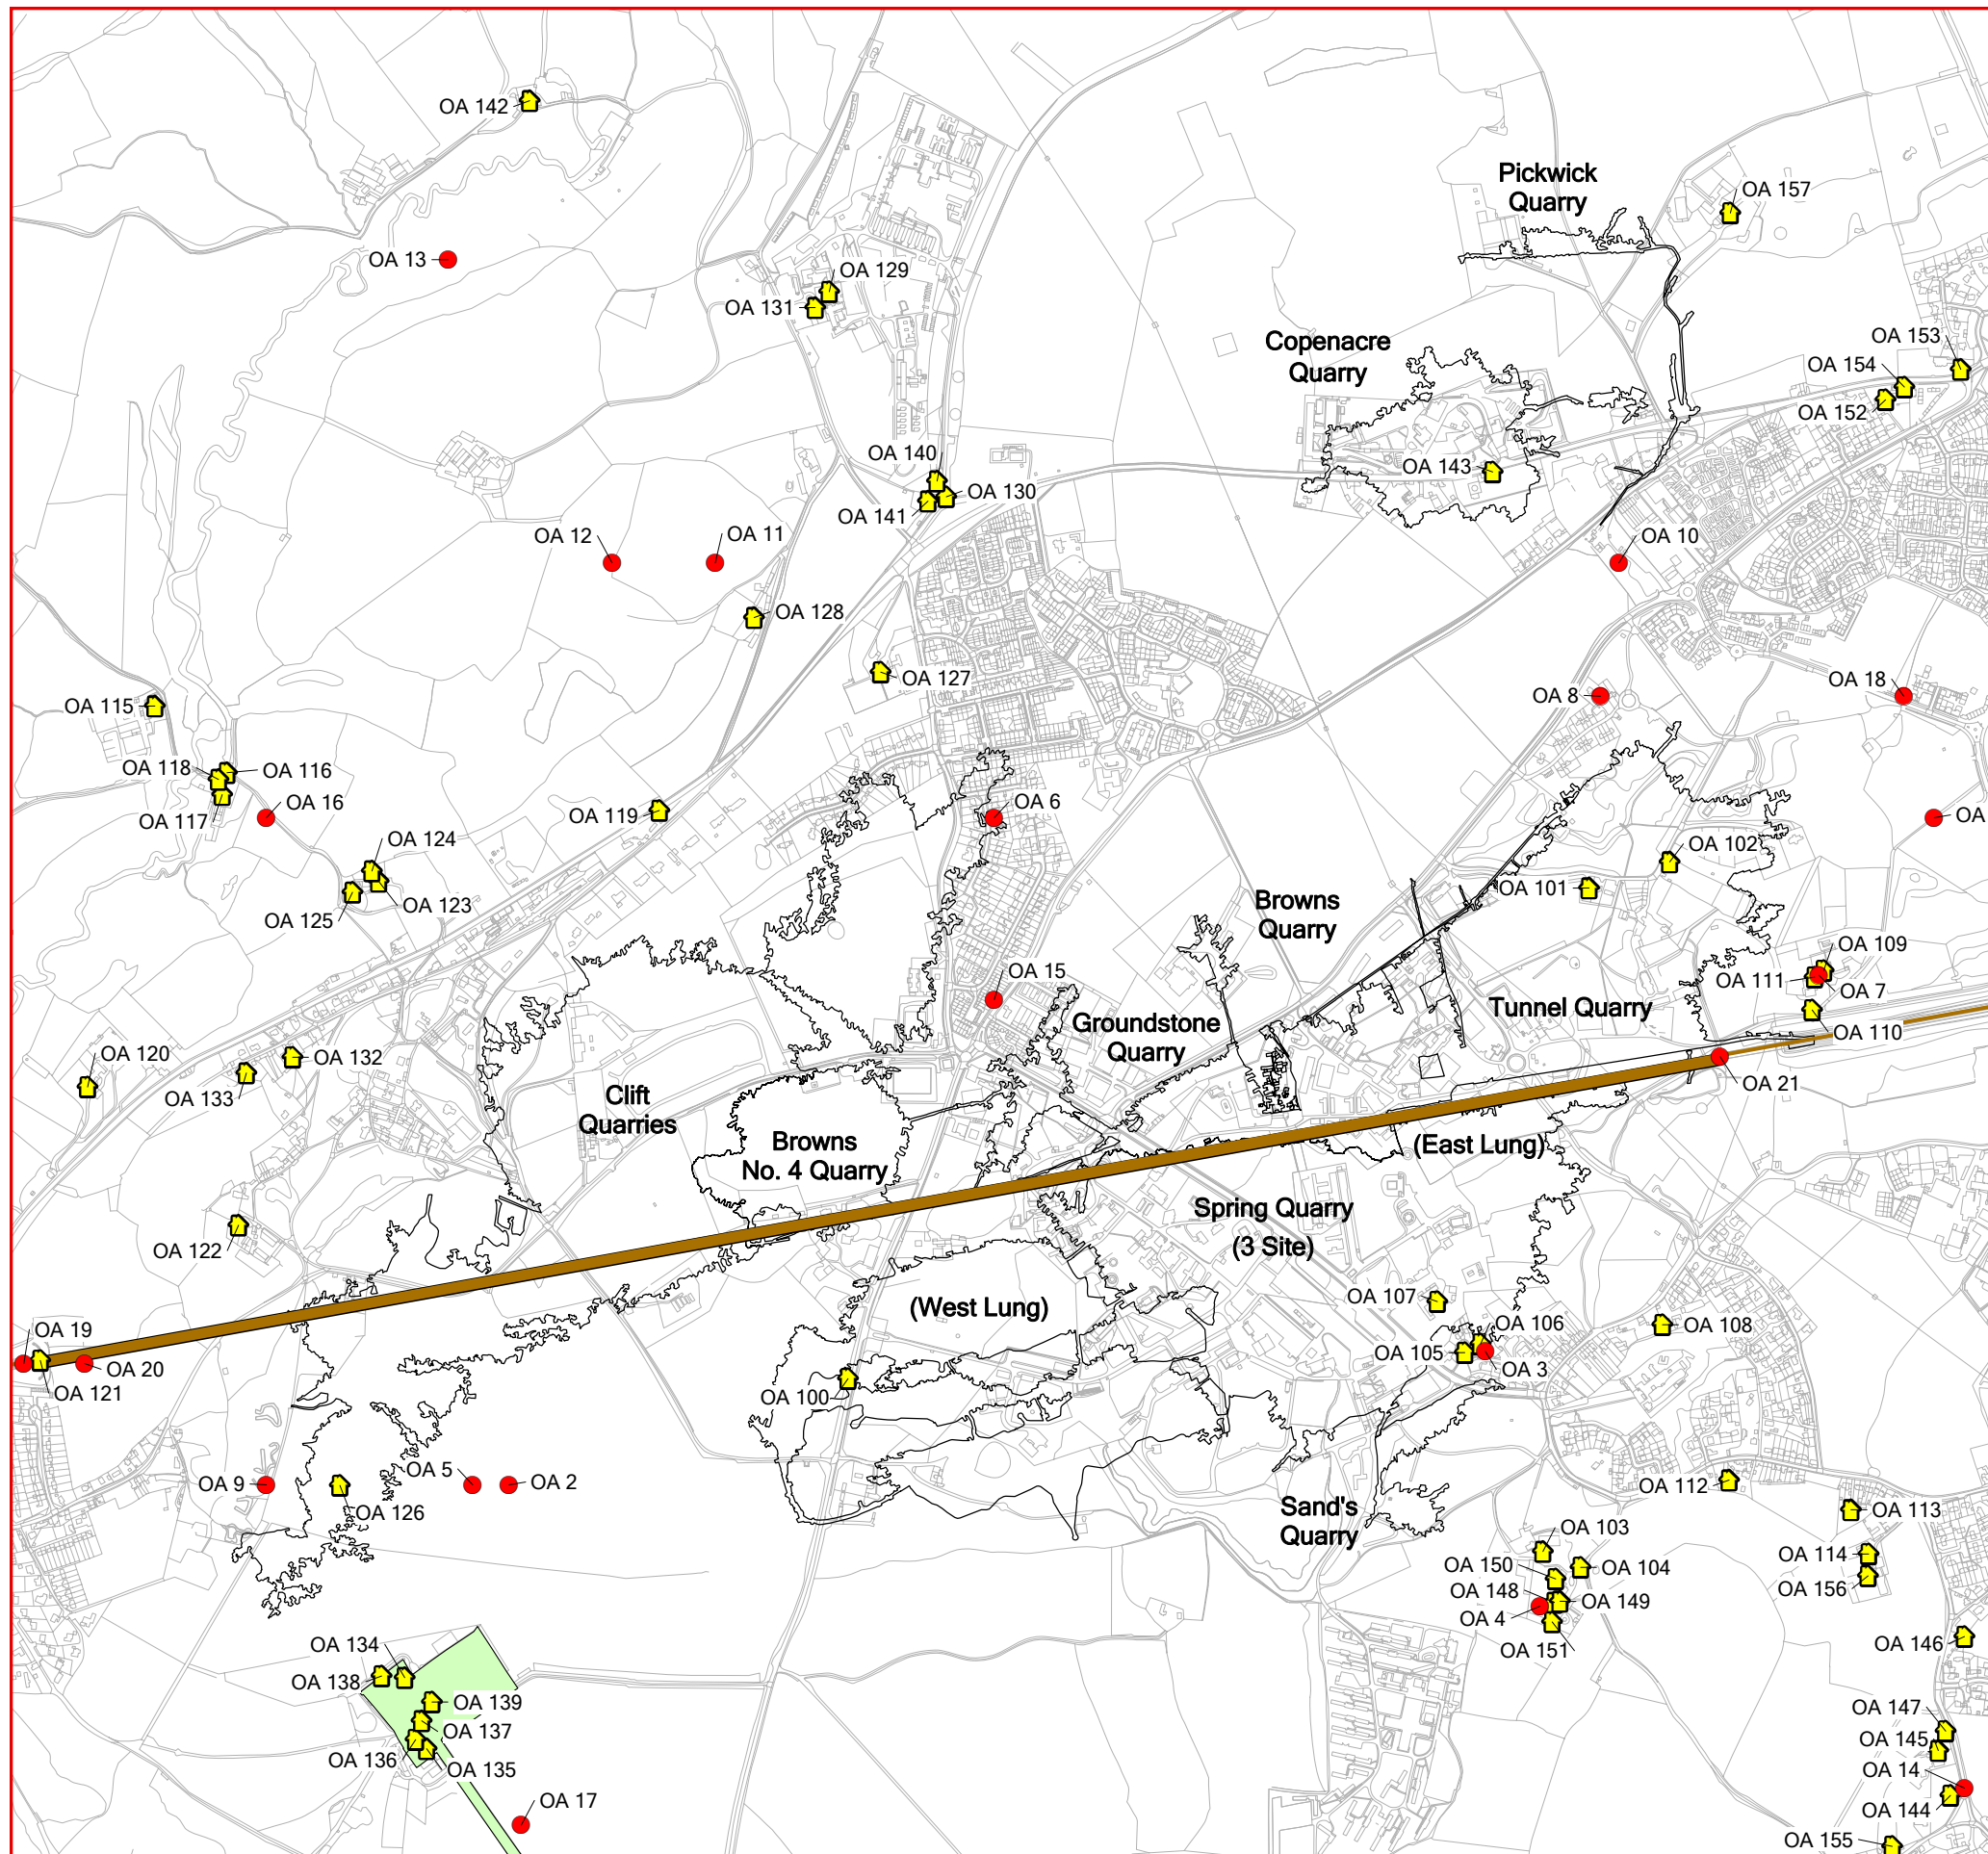 OA 142
Pickwick
Quarry
OA 157
OA 13
OA 129
OA 131
Copenacre
Quarry
OA 153
OA 154
OA 152
OA 140
OA 143
OA 130
OA 141
OA 12
OA 11
OA 10
OA 128
OA 127
OA 8
OA 18
OA 115
OA 118
OA 116
OA 16
OA 117
OA 119
OA 6
OA
OA 124
OA 102
OA 101
OA 123
OA 125
Browns
Quarry
OA 109
OA 111
OA 7
OA 15
Tunnel Quarry
Groundstone
Quarry
OA 110
OA 120
OA 132
OA 133
OA 21
Clift
Quarries
Browns
No. 4 Quarry
(East Lung)
Spring Quarry
(3 Site)
OA 122
(West Lung)
OA 107
OA 106
OA 108
OA 19
OA 20
OA 121
OA 105
OA 3
OA 100
OA 9
OA 5
OA 2
OA 126
Sand's
Quarry
OA 112
OA 113
OA 103
OA 114
OA 150
OA 104
OA 156
OA 148
OA 149
OA 4
OA 151
OA 134
OA 138
OA 146
OA 139
OA 137
OA 136
OA 135
OA 147
OA 145
OA 14
OA 17
OA 144
OA 155